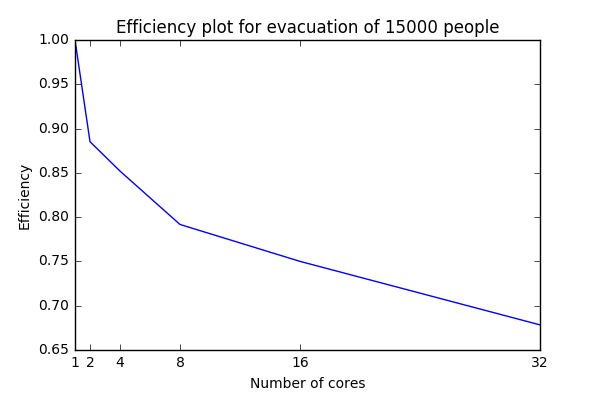 Efficiency plot for evacuation of 15000 people
1.00
0.95
0.90
0.85
0.80
0.75
0.70
0.65
Efficiency
1 2 4 8 16 32
Number of cores